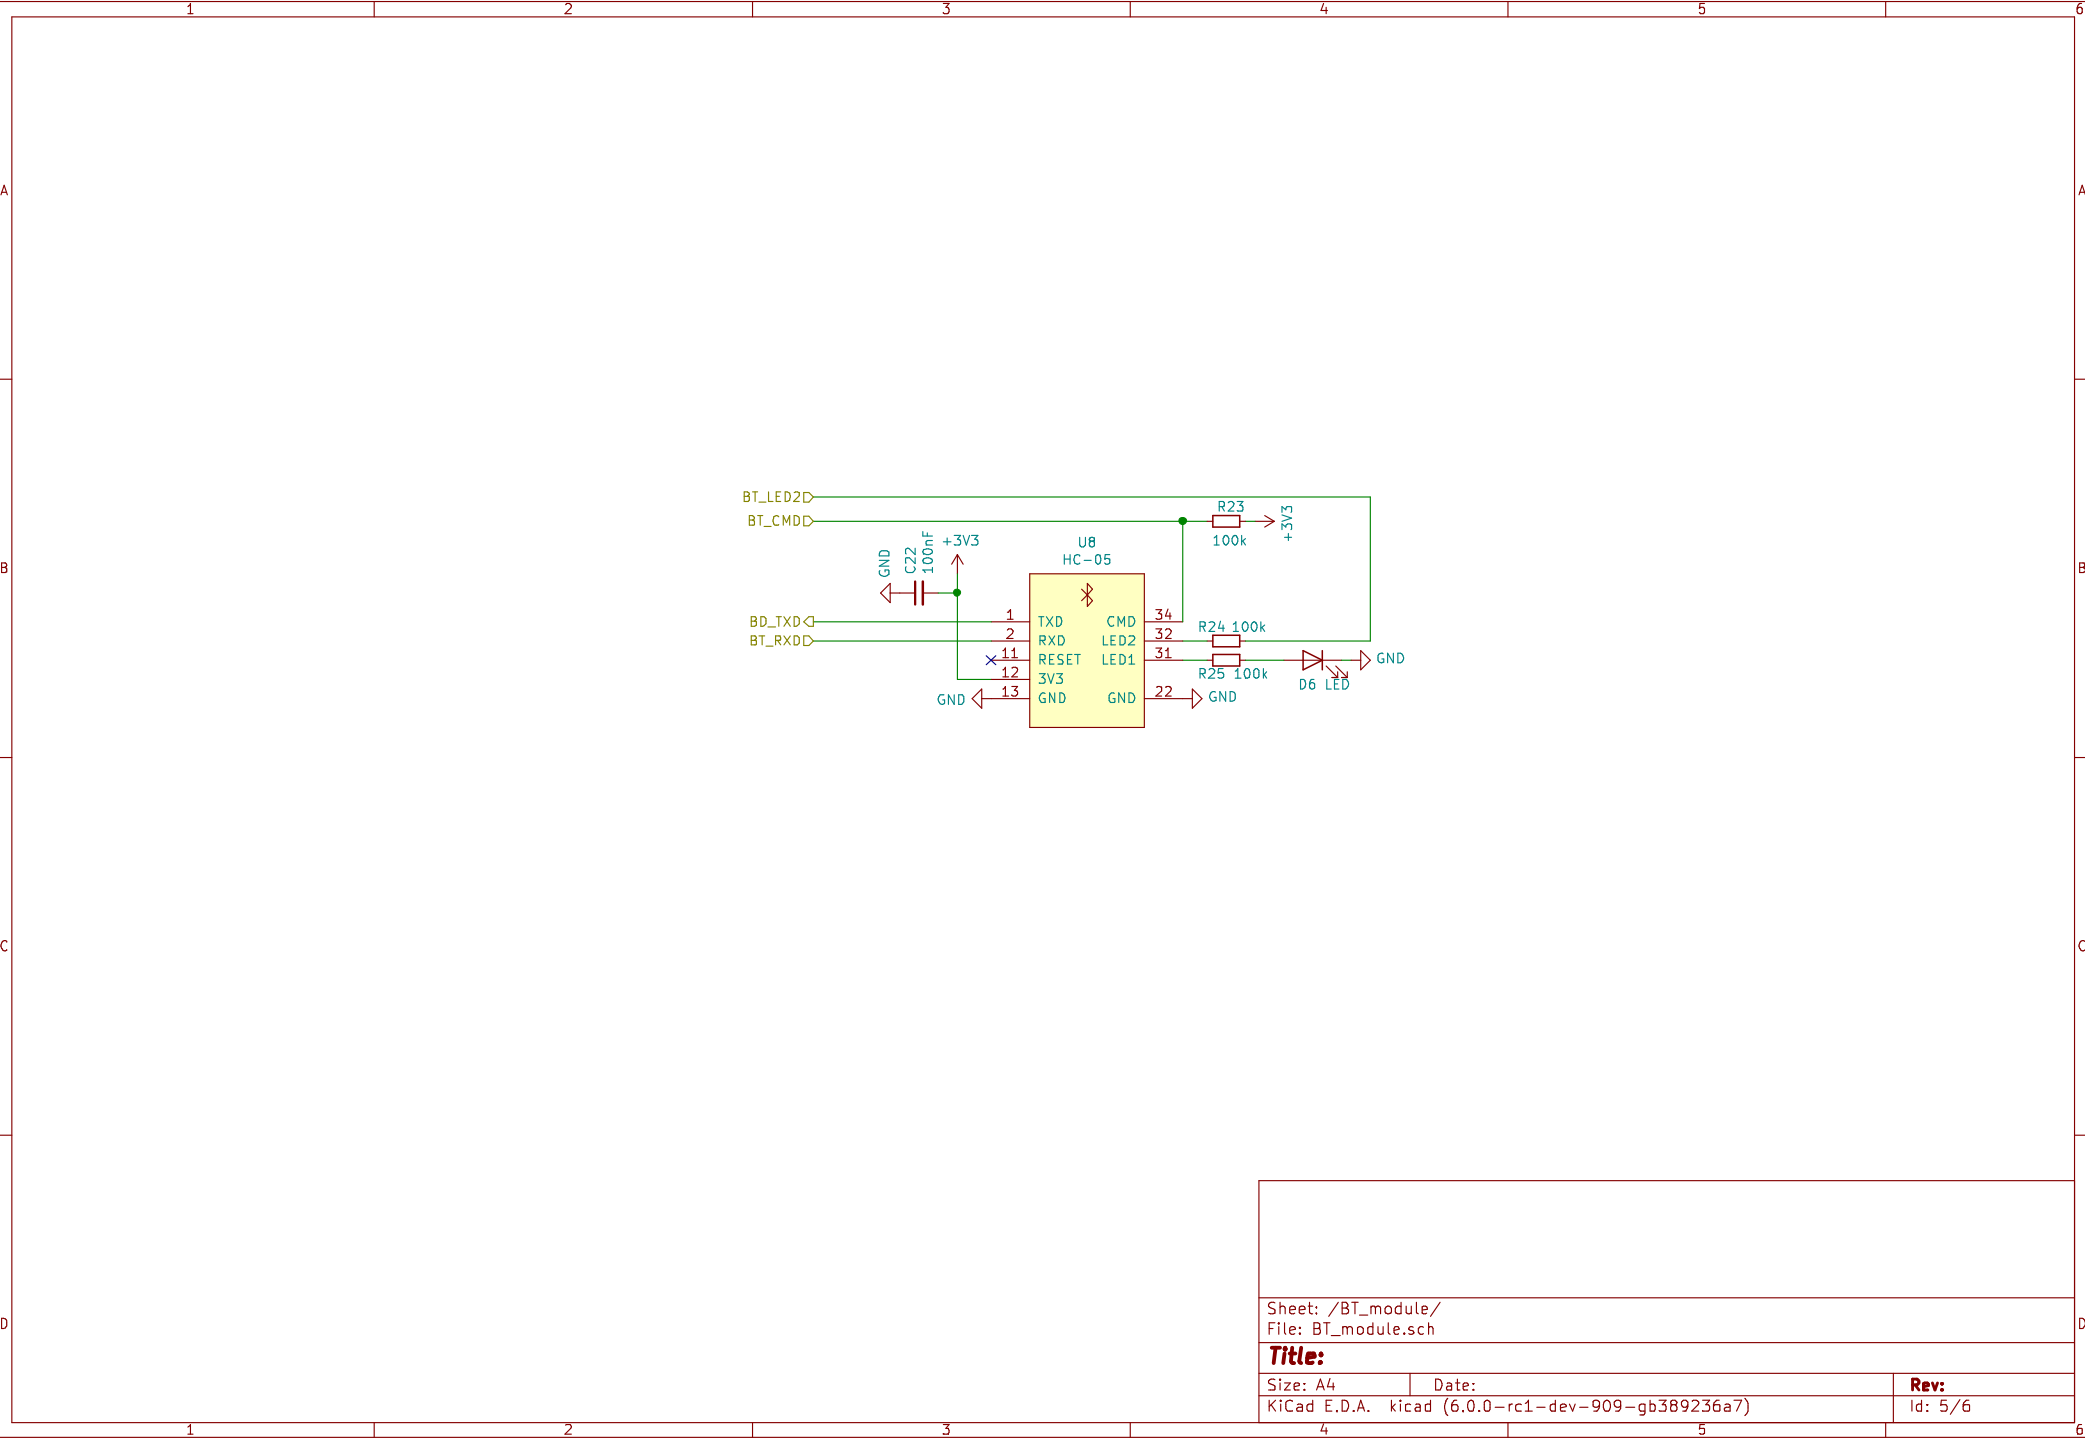 1 2 3 4 5 6
A A
BT_LED2
BT_CMD
R23
100k
+3V3
GND
C22
100nF
+3V3
U8
HC-05
B B
BD_TXD
BT_RXD
1 TXD CMD 34
2 RXD LED2 32
11 RESET LED1 31
12 3V3
13 GND GND 22
R24 100k
R25 100k
D6 LED
GND
GND
GND
C C
D D
Sheet: /BT_module/
File: BT_module.sch
Title:
Size: A4 Date: Rev:
KiCad E.D.A. kicad (6.0.0-rc1-dev-909-gb389236a7) Id: 5/6
1 2 3 4 5 6